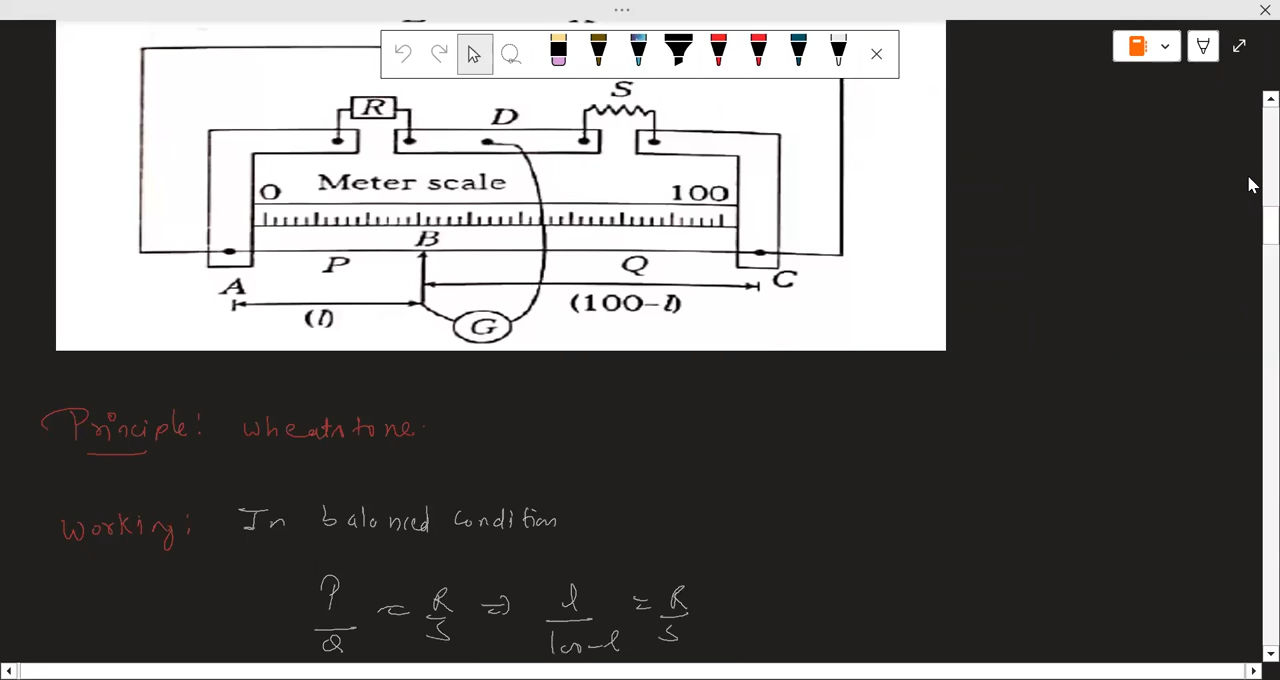 R
S
D
0 Meter scale 100
B
P Q
A C
(l) (100-l)
G
Principle: Wheatstone
Working: In balanced condition
P/Q = R/S ⇒ l/100-l = R/S